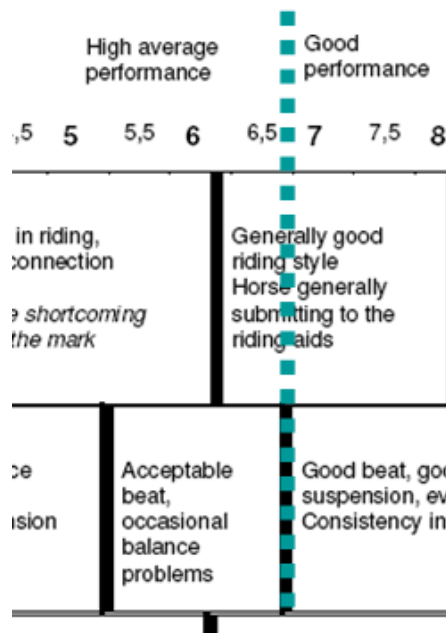 High average
performance
Good
performance
4,5 5 5,5 6 6,5 7 7,5 8
in riding,
connection
shortcoming
the mark
Generally good
riding style
Horse generally
submitting to the
riding aids
Acceptable
beat,
occasional
balance
problems
Good beat,
suspension,
Consistency in